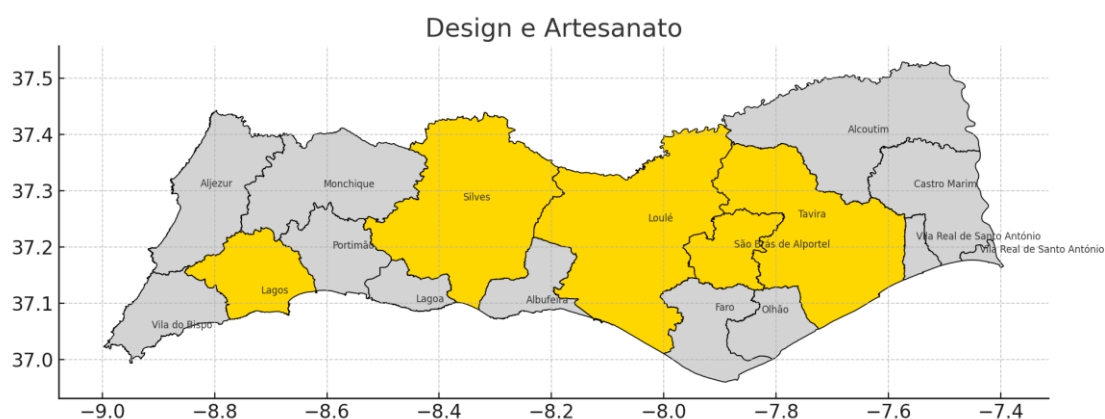 Design e Artesanato
37.5
37.4
37.3
37.2
37.1
37.0
Alcoutim
Aljezur
Monchique
Castro Marim
Silves
Tavira
Loulé
Vila Real de Santo António
Portimão
São Brás de Alportel
Vila Real de Santo António
Lagos
Lagoa
Albufeira
Faro
Olhão
Vila do Bispo
−9.0 −8.8 −8.6 −8.4 −8.2 −8.0 −7.8 −7.6 −7.4